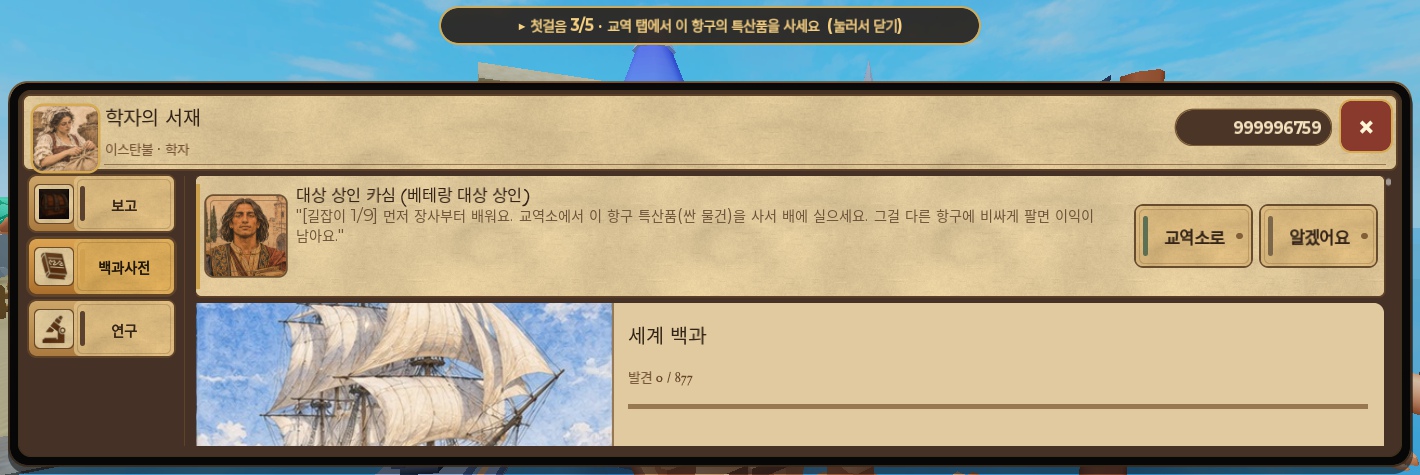 ▸ 첫걸음 3/5 · 교역 탭에서 이 항구의 특산품을 사세요 (눌러서 닫기)
학자의 서재
이스탄불 · 학자
999996759
×
보고
백과사전
연구
대상 상인 카심 (베테랑 대상 상인)
"[길잡이 1/9] 먼저 장사부터 배워요. 교역소에서 이 항구 특산품(싼 물건)을 사서 배에 실으세요. 그걸 다른 항구에 비싸게 팔면 이익이
남아요."
교역소로
알겠어요
세계 백과
발견 0 / 877